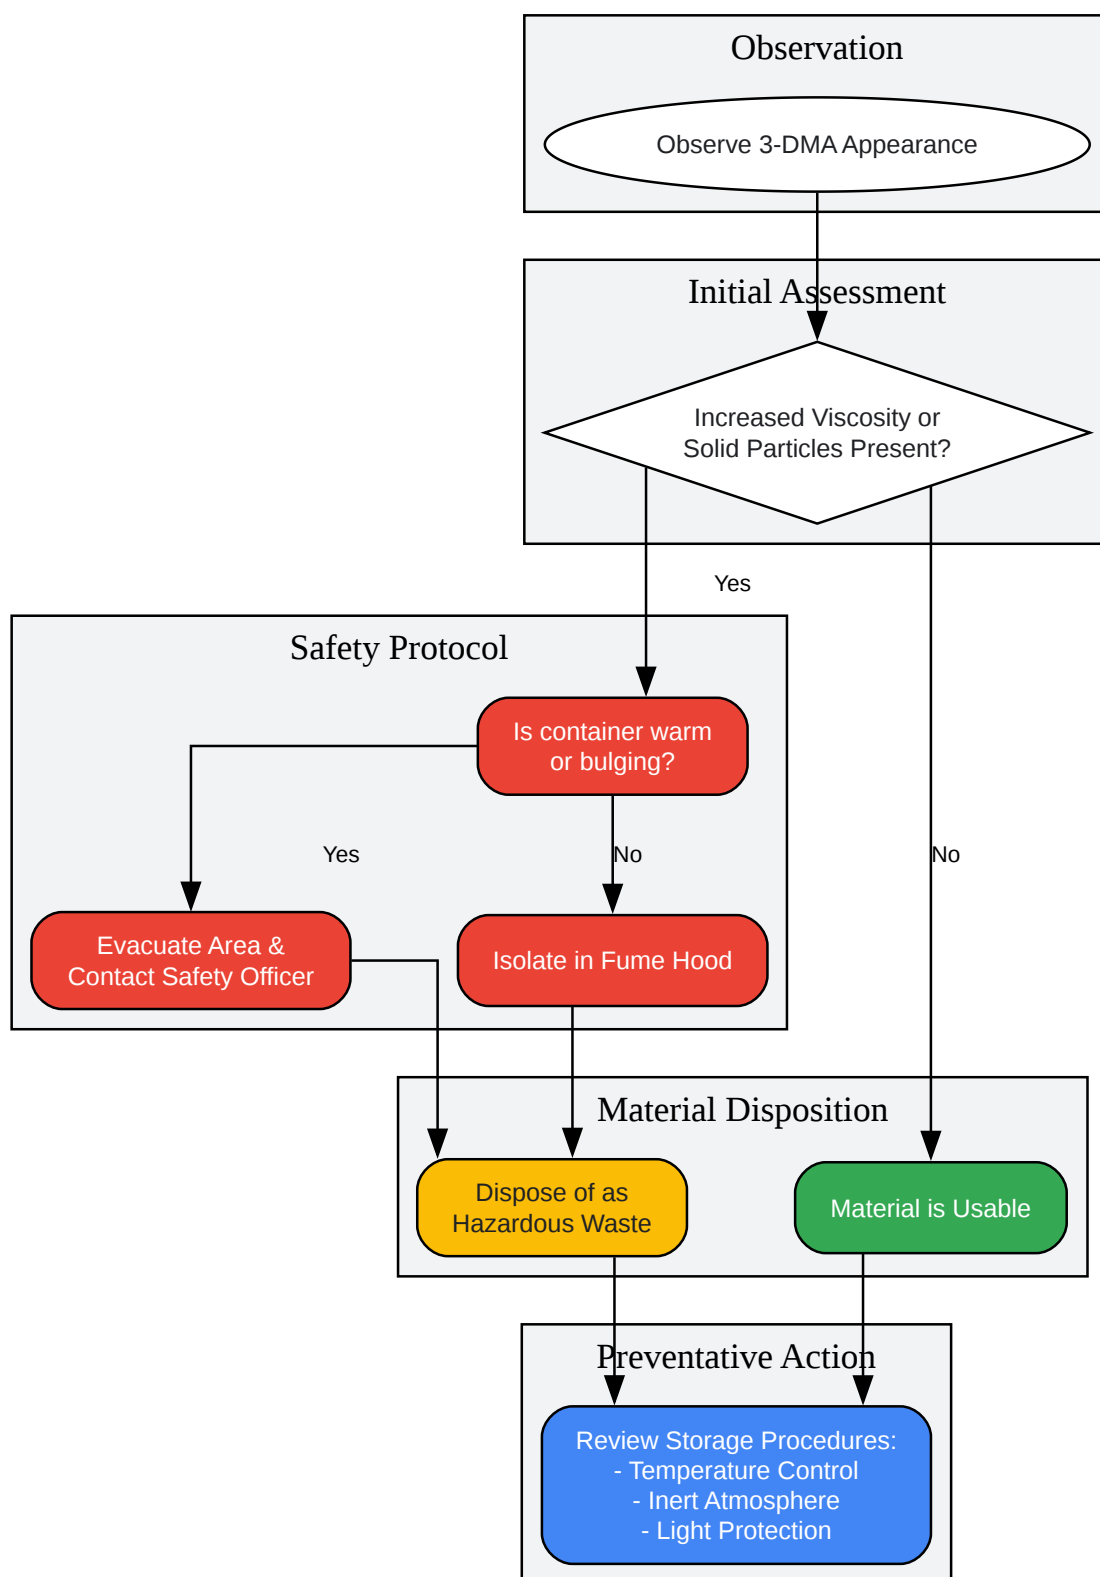 Observation
Observe 3-DMA Appearance
Initial Assessment
Increased Viscosity or
Solid Particles Present?
Yes
Safety Protocol
Is container warm
or bulging?
Yes
No
No
Evacuate Area &
Contact Safety Officer
Isolate in Fume Hood
Material Disposition
Dispose of as
Hazardous Waste
Material is Usable
Preventative Action
Review Storage Procedures:
- Temperature Control
- Inert Atmosphere
- Light Protection